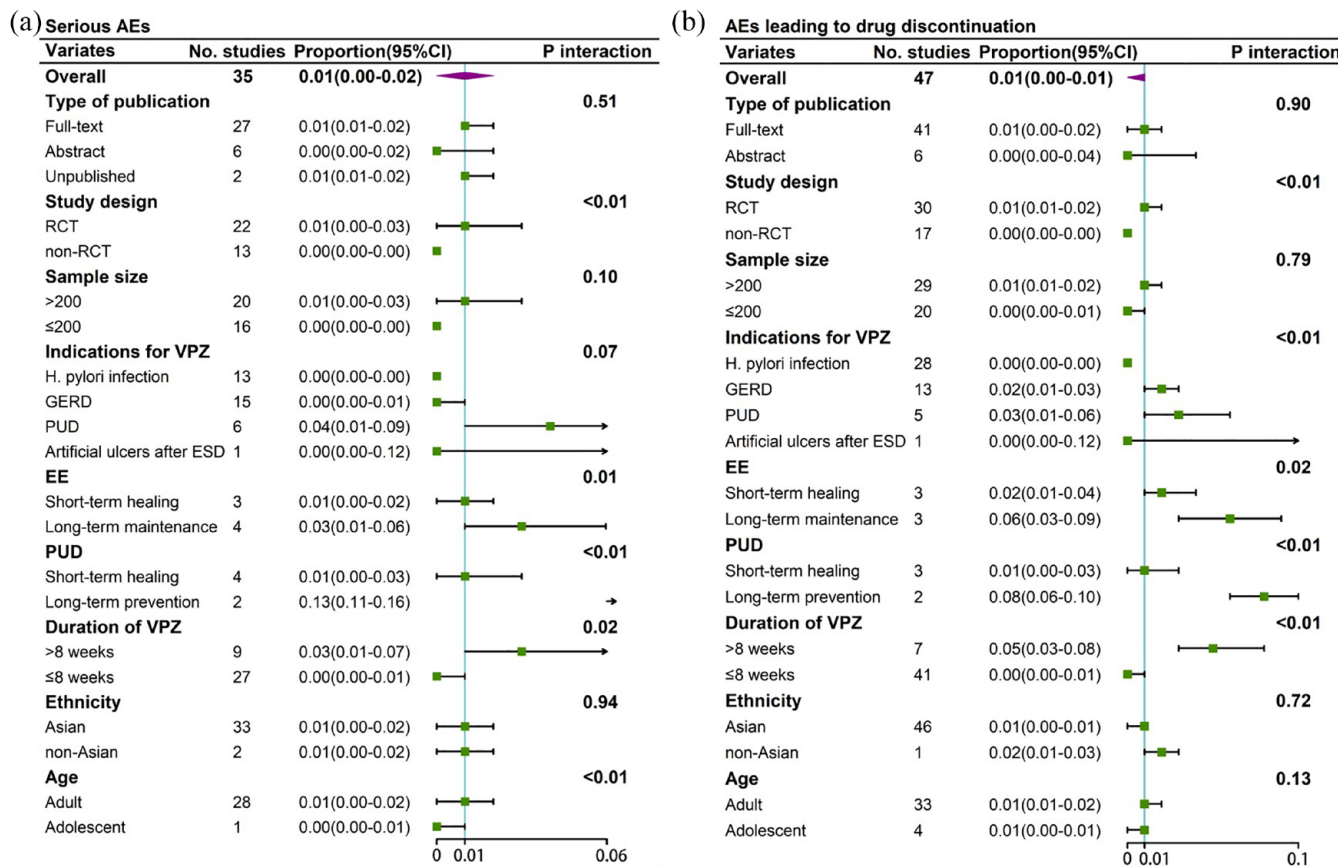 (a) Serious AEs
Variates No. studies Proportion(95%CI) P interaction
Overall 35 0.01(0.00-0.02)
Type of publication 0.51
Full-text 27 0.01(0.01-0.02)
Abstract 6 0.00(0.00-0.02)
Unpublished 2 0.01(0.01-0.02)
Study design <0.01
RCT 22 0.01(0.00-0.03)
non-RCT 13 0.00(0.00-0.00)
Sample size 0.10
>200 20 0.01(0.00-0.03)
≤200 16 0.00(0.00-0.00)
Indications for VPZ 0.07
H. pylori infection 13 0.00(0.00-0.00)
GERD 15 0.00(0.00-0.01)
PUD 6 0.04(0.01-0.09)
Artificial ulcers after ESD 1 0.00(0.00-0.12)
EE 0.01
Short-term healing 3 0.01(0.00-0.02)
Long-term maintenance 4 0.03(0.01-0.06)
PUD <0.01
Short-term healing 4 0.01(0.00-0.03)
Long-term prevention 2 0.13(0.11-0.16)
Duration of VPZ 0.02
>8 weeks 9 0.03(0.01-0.07)
≤8 weeks 27 0.00(0.00-0.01)
Ethnicity 0.94
Asian 33 0.01(0.00-0.02)
non-Asian 2 0.01(0.00-0.02)
Age <0.01
Adult 28 0.01(0.00-0.02)
Adolescent 1 0.00(0.00-0.01)
0 0.01 0.06
(b) AEs leading to drug discontinuation
Variates No. studies Proportion(95%CI) P interaction
Overall 47 0.01(0.00-0.01)
Type of publication 0.90
Full-text 41 0.01(0.00-0.02)
Abstract 6 0.00(0.00-0.04)
Study design <0.01
RCT 30 0.01(0.01-0.02)
non-RCT 17 0.00(0.00-0.00)
Sample size 0.79
>200 29 0.01(0.01-0.02)
≤200 20 0.00(0.00-0.01)
Indications for VPZ <0.01
H. pylori infection 28 0.00(0.00-0.00)
GERD 13 0.02(0.01-0.03)
PUD 5 0.03(0.01-0.06)
Artificial ulcers after ESD 1 0.00(0.00-0.12)
EE 0.02
Short-term healing 3 0.02(0.01-0.04)
Long-term maintenance 3 0.06(0.03-0.09)
PUD <0.01
Short-term healing 3 0.01(0.00-0.03)
Long-term prevention 2 0.08(0.06-0.10)
Duration of VPZ <0.01
>8 weeks 7 0.05(0.03-0.08)
≤8 weeks 41 0.00(0.00-0.01)
Ethnicity 0.72
Asian 46 0.01(0.00-0.01)
non-Asian 1 0.02(0.01-0.03)
Age 0.13
Adult 33 0.01(0.01-0.02)
Adolescent 4 0.01(0.00-0.01)
0 0.01 0.1